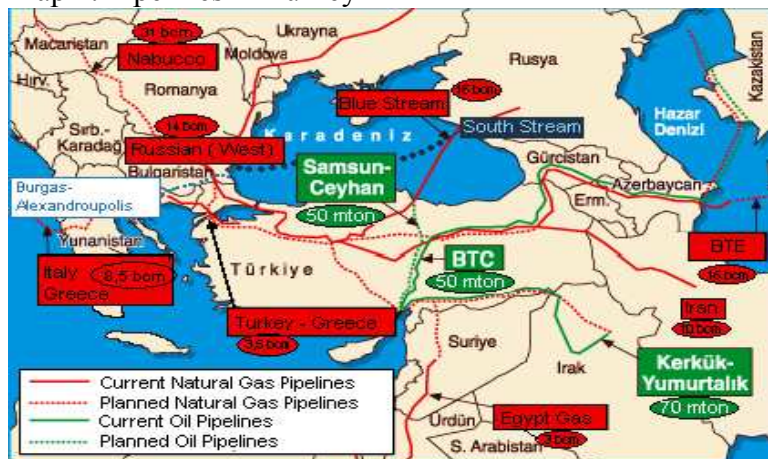 31 bcm
Ukrayna
Macaristan
Nabucco
Moldova
Rusya
Kazakistan
Hırv.
Romanya
Blue Stream
16 bcm
Sırb.-
Karadağ
14 bcm
Russian ( West)
Karadeniz
South Stream
Hazar
Denizi
Bulgaristan
Samsun-
Ceyhan
50 mton
Gürcistan
Azerbaycan
Burgas-
Alexandroupolis
Erm.
Yunanistan
Italy
Greece
8,5 bcm
Türkiye
BTC
50 mton
BTE
16 bcm
Iran
10 bcm
Turkey - Greece
3,5 bcm
Suriye
Irak
Kerkük-
Yumurtalık
70 mton
Current Natural Gas Pipelines
Planned Natural Gas Pipelines
Current Oil Pipelines
Planned Oil Pipelines
Ürdün
Egypt Gas
S. Arabistan